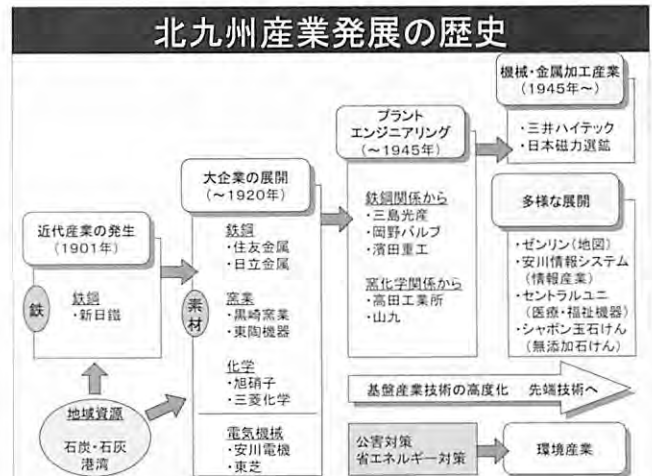 北九州産業発展の歴史
近代産業の発生
(1901年)
鉄
鉄鋼
・新日鐵
地域資源
石炭・石灰
港湾
大企業の展開
(～1920年)
素材
鉄鋼
・住友金属
・日立金属
窯業
・黒崎窯業
・東陶機器
化学
・旭硝子
・三菱化学
電気機械
・安川電機
・東芝
プラント
エンジニアリング
(～1945年)
鉄鋼関係から
・三島光産
・岡野バルブ
・濱田重工
窯化学関係から
・高田工業所
・山九
機械・金属加工産業
(1945年～)
・三井ハイテック
・日本磁力選鉱
多様な展開
・ゼンリン(地図)
・安川情報システム
(情報産業)
・セントラルユニ
(医療・福祉機器)
・シャボン玉石けん
(無添加石けん)
基盤産業技術の高度化　先端技術へ
公害対策
省エネルギー対策
環境産業